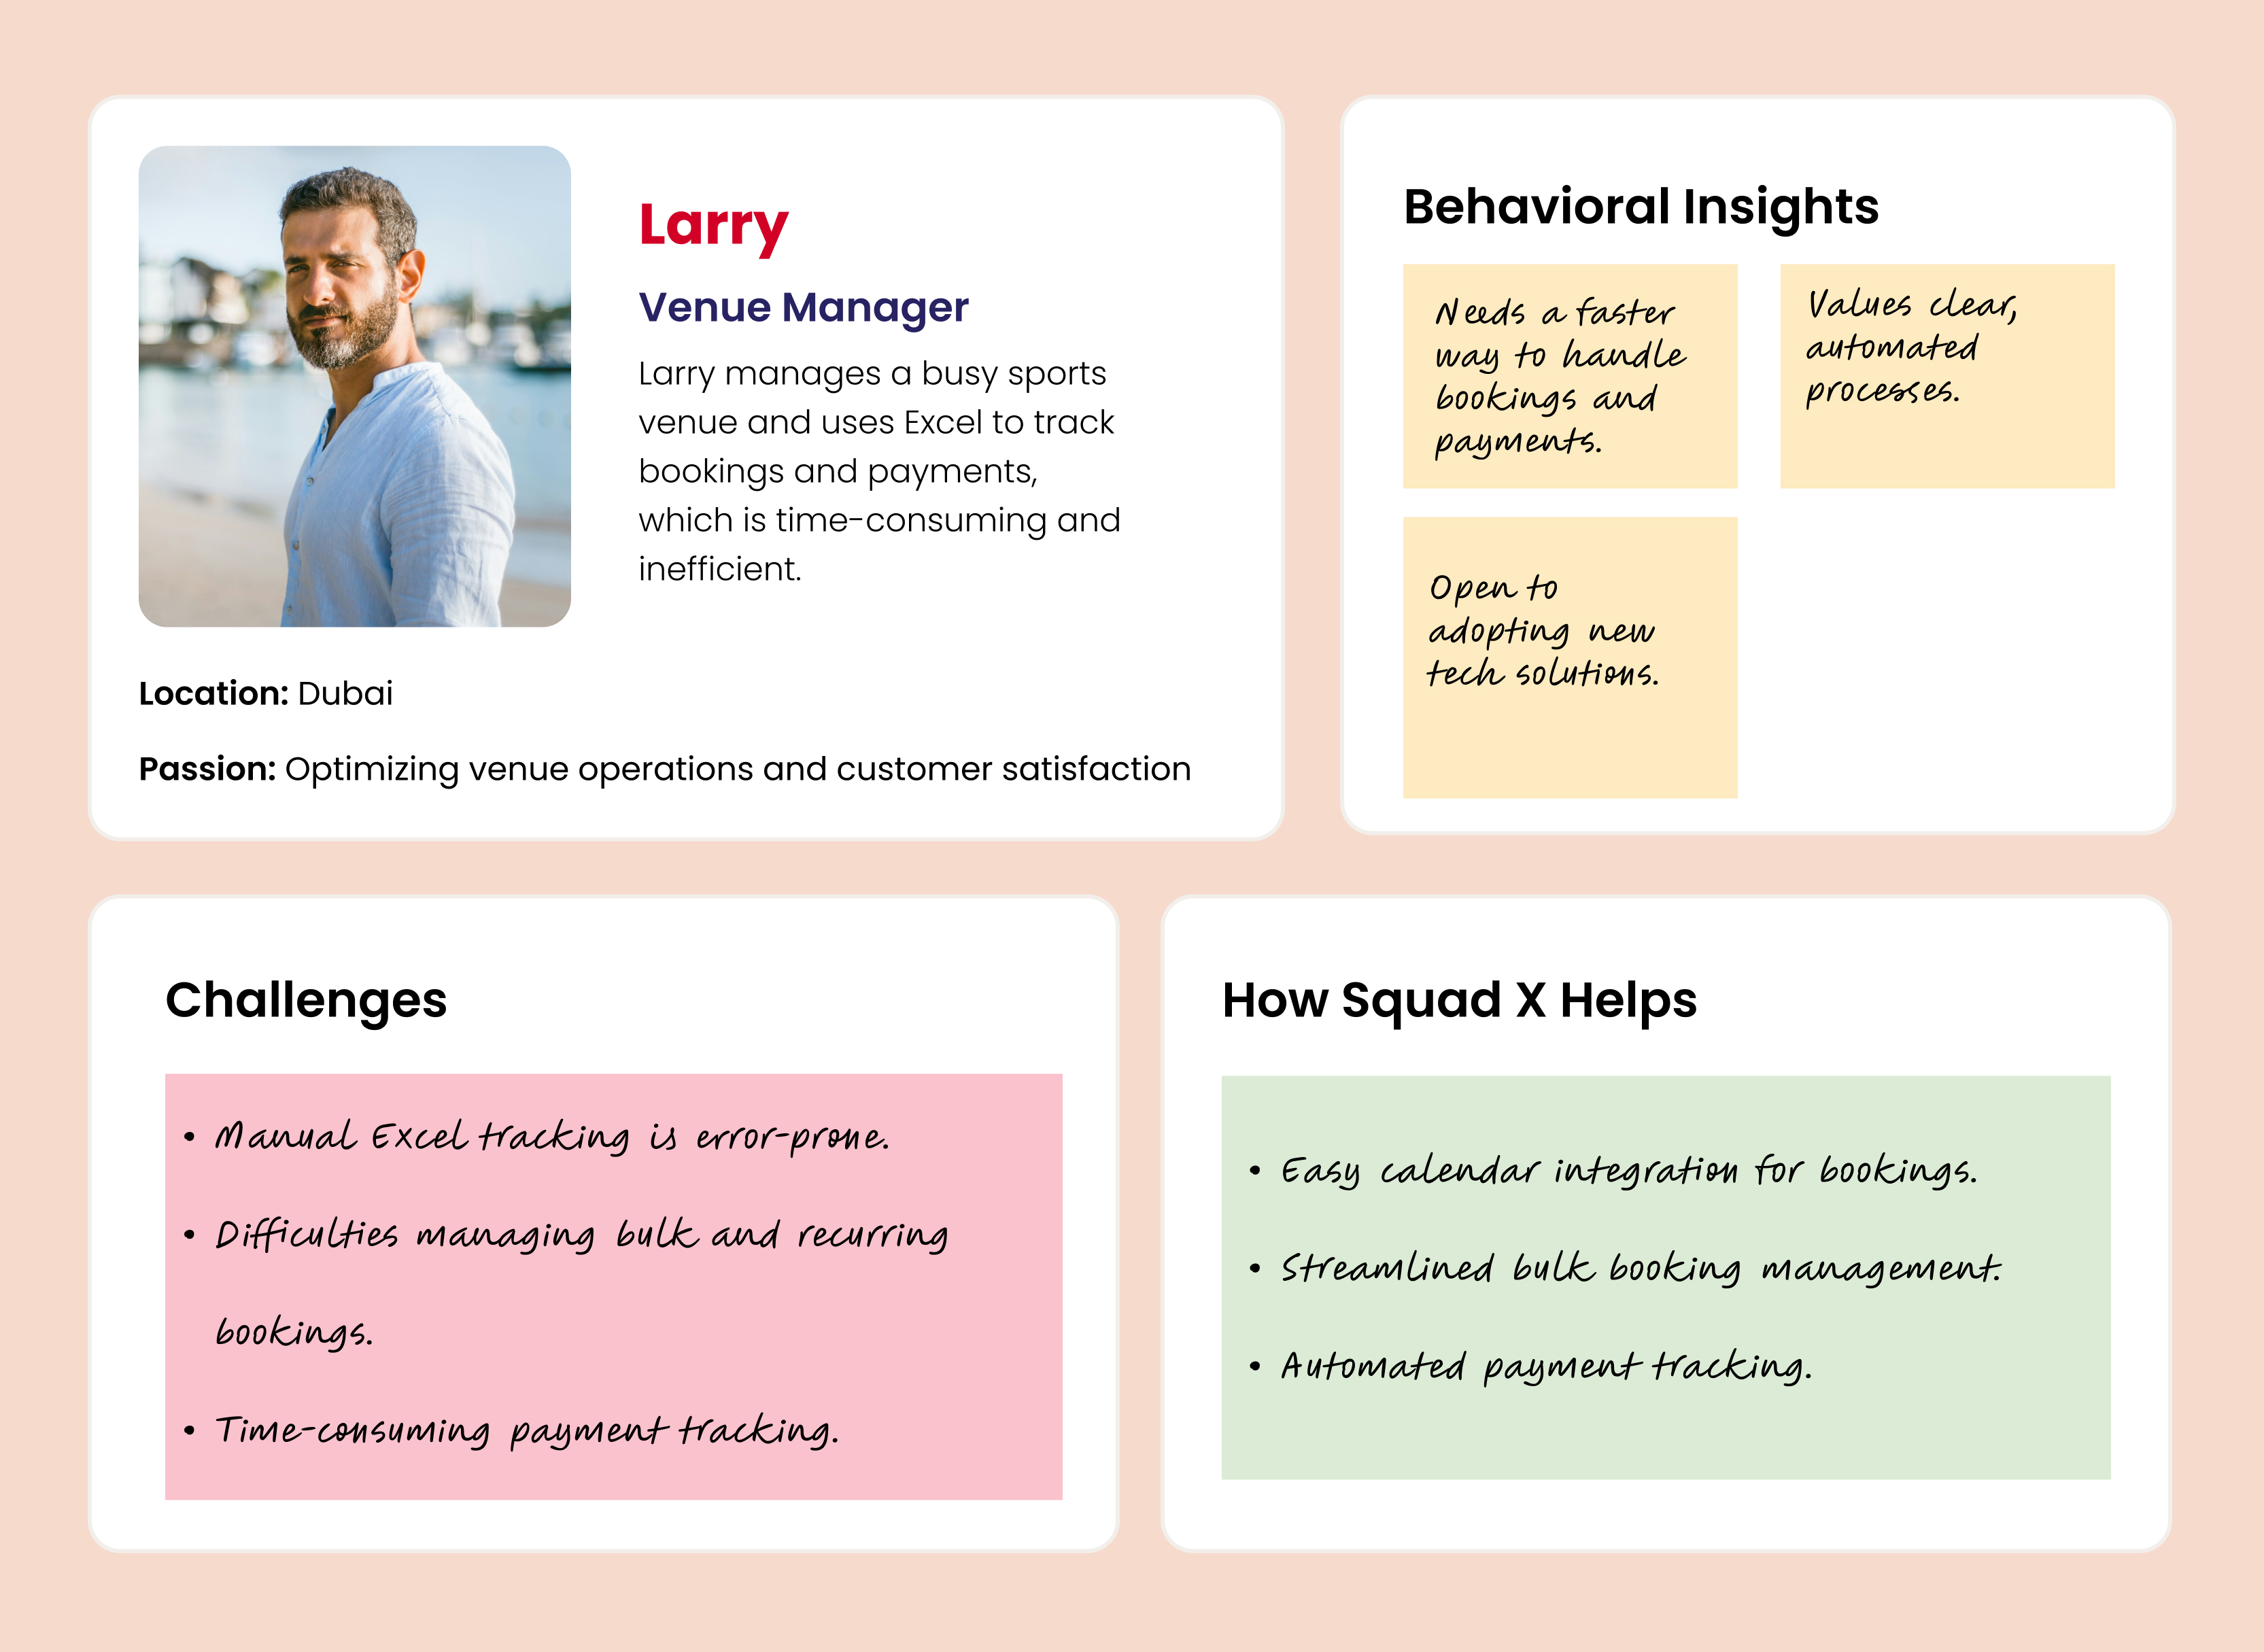 Larry
Venue Manager
Larry manages a busy sports
venue and uses Excel to track
bookings and payments,
which is time-consuming and
inefficient.
Location: Dubai
Passion: Optimizing venue operations and customer satisfaction
Behavioral Insights
Needs a faster
way to handle
bookings and
payments.
Values clear,
automated
processes.
Open to
adopting new
tech solutions.
Challenges
• Manual Excel tracking is error-prone.
• Difficulties managing bulk and recurring
bookings.
• Time-consuming payment tracking.
How Squad X Helps
• Easy calendar integration for bookings.
• Streamlined bulk booking management.
• Automated payment tracking.